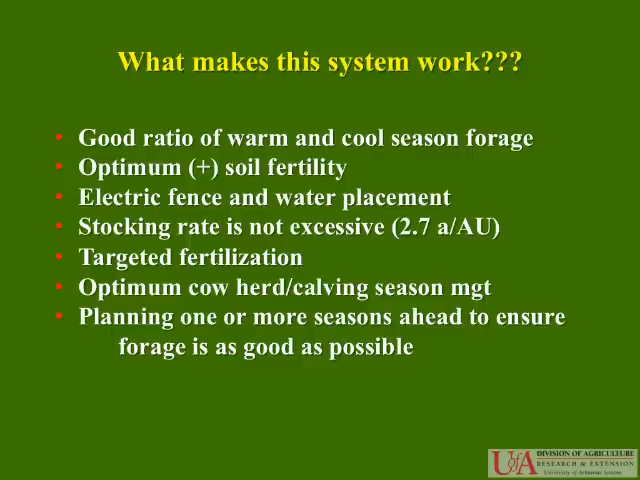 What makes this system work???
• Good ratio of warm and cool season forage
• Optimum (+) soil fertility
• Electric fence and water placement
• Stocking rate is not excessive (2.7 a/AU)
• Targeted fertilization
• Optimum cow herd/calving season mgt
• Planning one or more seasons ahead to ensure
forage is as good as possible
UofA
DIVISION OF AGRICULTURE
RESEARCH & EXTENSION
University of Arkansas System